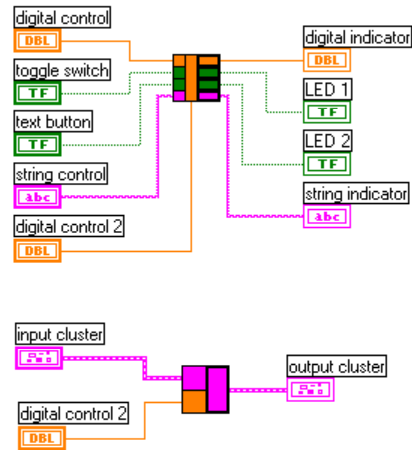 digital control
DBL
digital indicator
DBL
toggle switch
TF
LED 1
TF
text button
TF
LED 2
TF
string control
abc
string indicator
abc
digital control 2
DBL
input cluster
output cluster
digital control 2
DBL